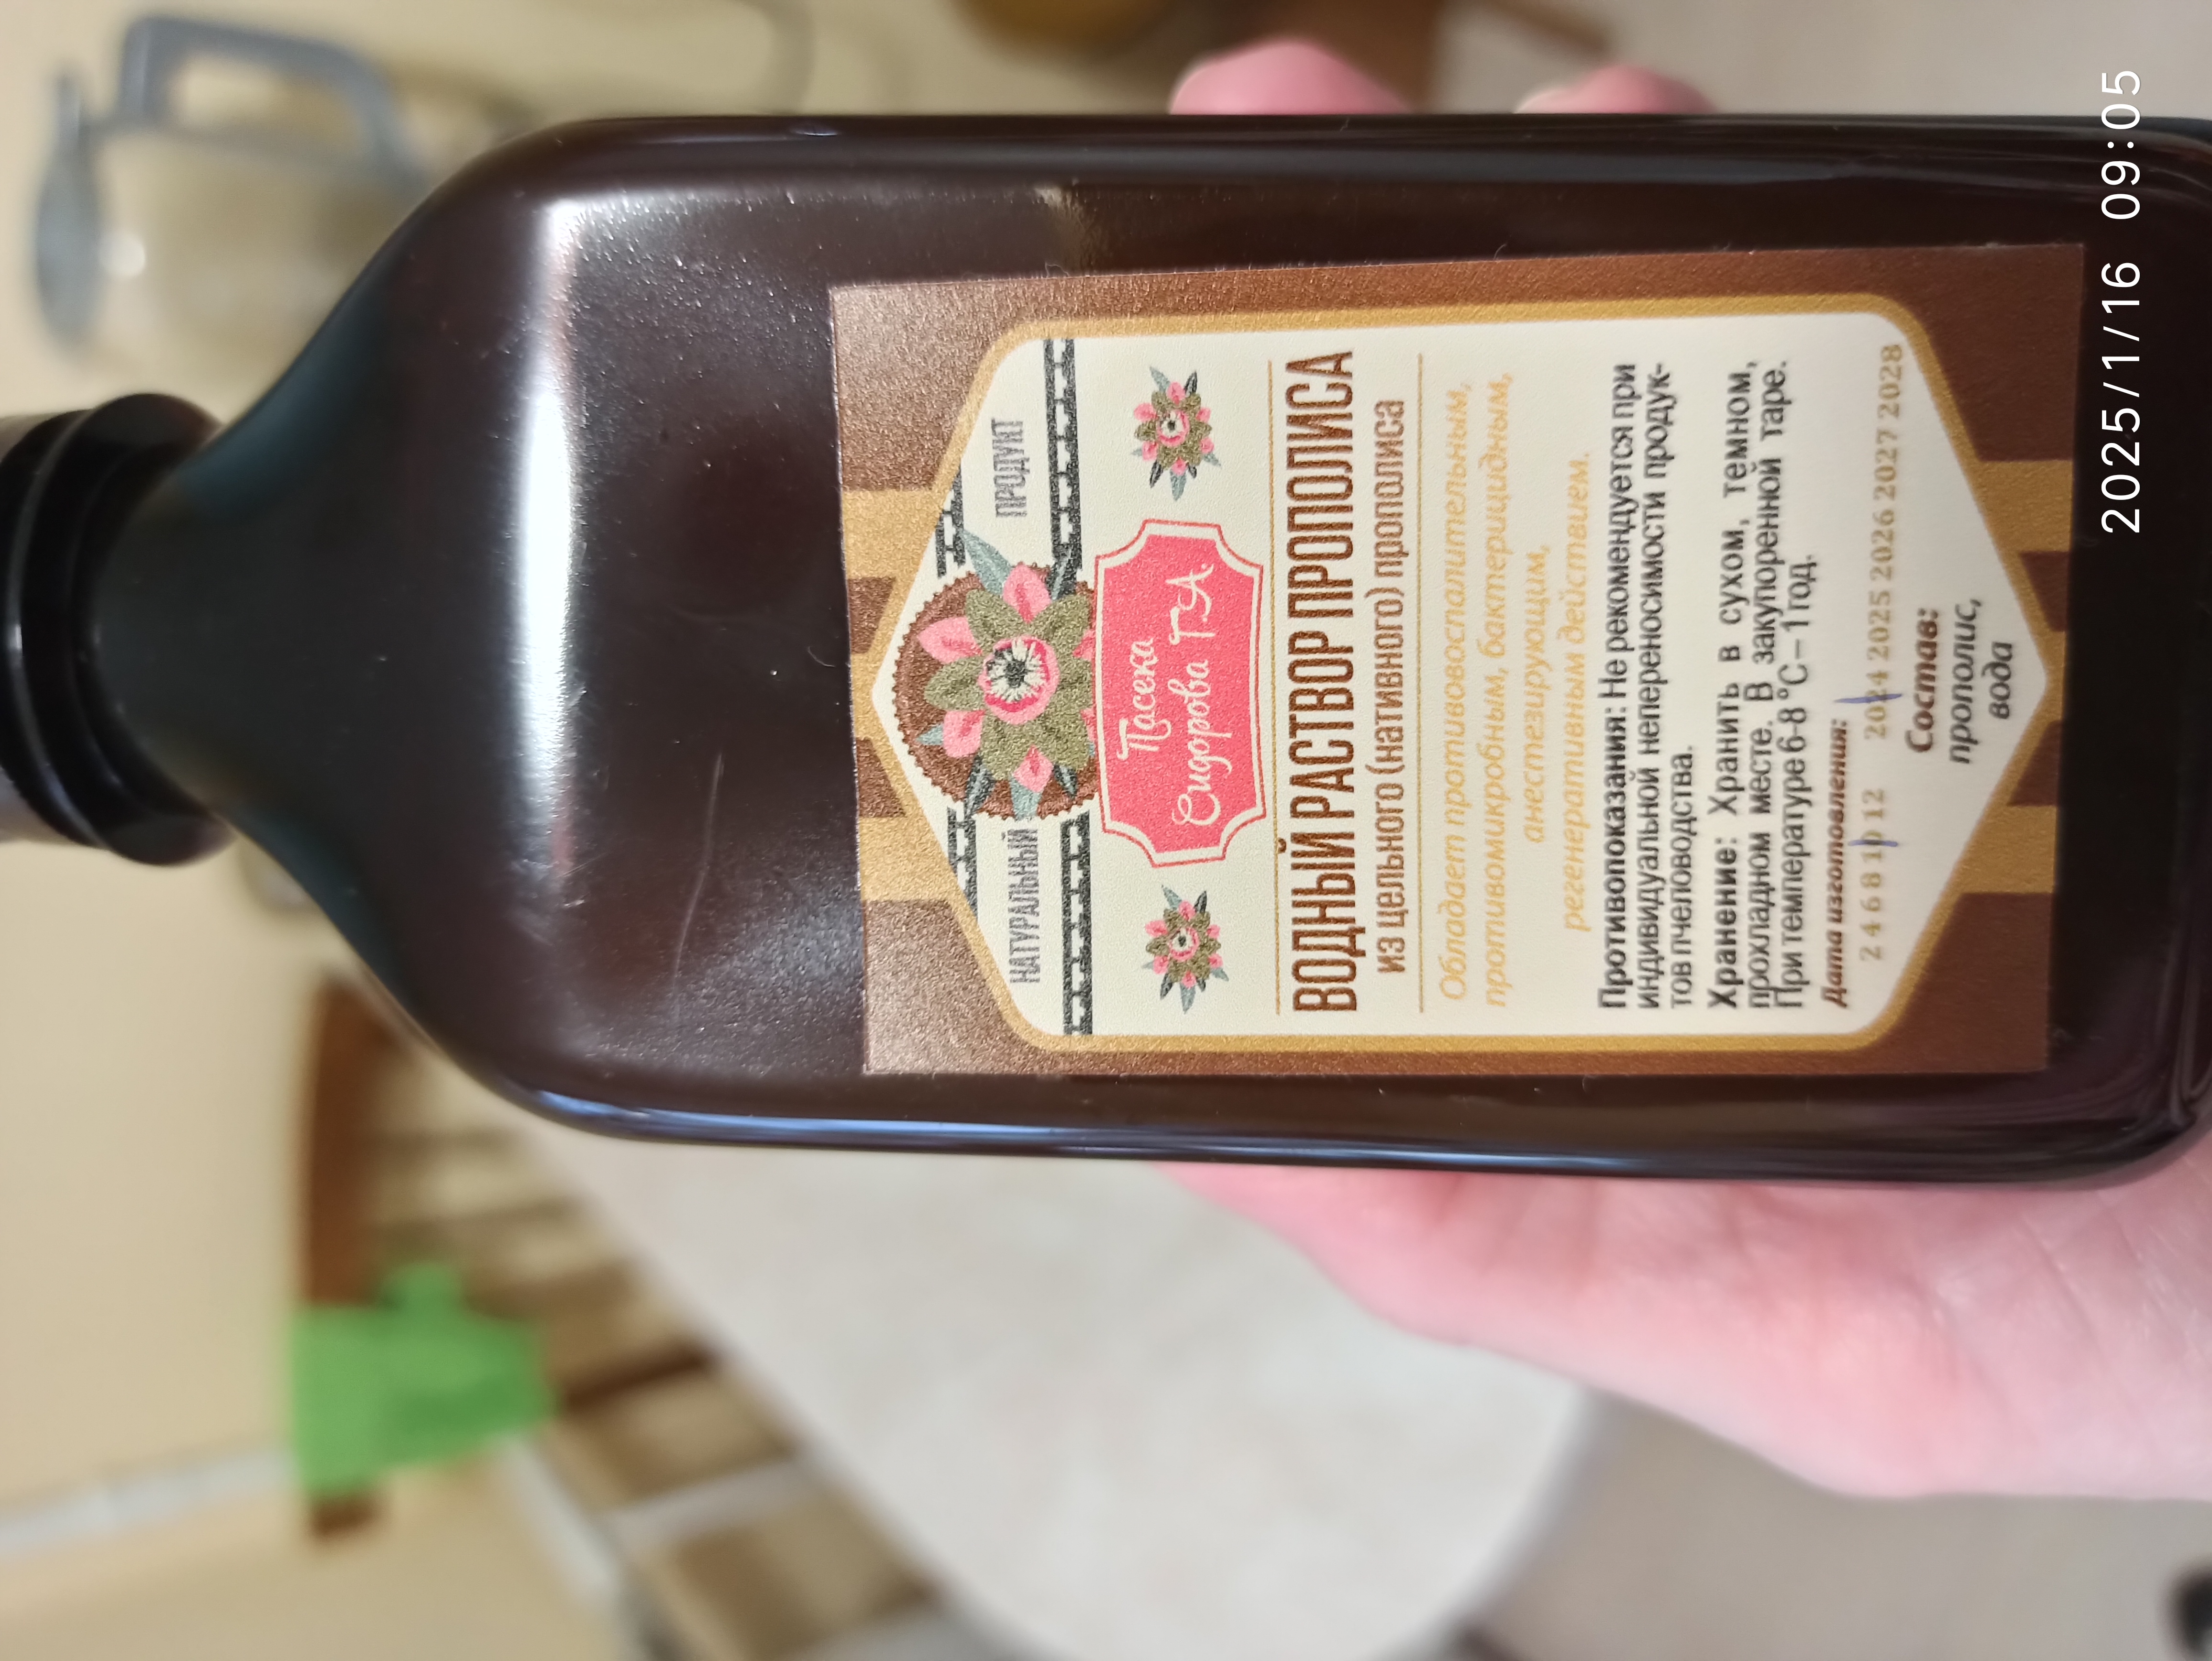 НАТУРАЛЬНЫЙ ПРОДУКТ
Пасека
Сидорова Г.А.
ВОДНЫЙ РАСТВОР ПРОПОЛИСА
из цельного (нативного) прополиса
Обладает противовоспалительным,
противомикробным, бактерицидным,
анестезирующим,
регенеративным действием.
Противопоказания: Не рекомендуется при
индивидуальной непереносимости продук-
тов пчеловодства.
Хранение: Хранить в сухом, темном,
прохладном месте. В закупоренной таре.
При температуре 6-8 °С – 1 год.
Дата изготовления:
2 4 6 8 10 12 2024 2025 2026 2027 2028
Состав:
прополис,
вода
2025/1/16 09:05